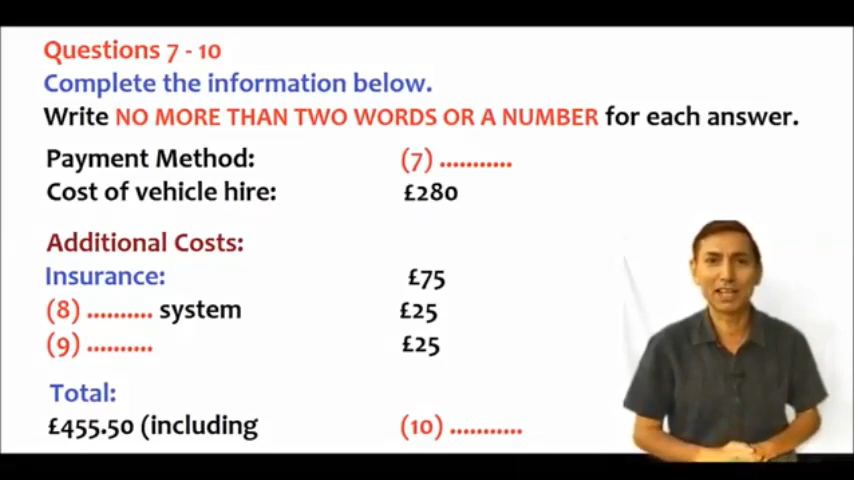 Questions 7 - 10
Complete the information below.
Write NO MORE THAN TWO WORDS OR A NUMBER for each answer.
Payment Method: (7) ...........
Cost of vehicle hire: £280
Additional Costs:
Insurance: £75
(8) .......... system £25
(9) .......... £25
Total:
£455.50 (including (10) ...........